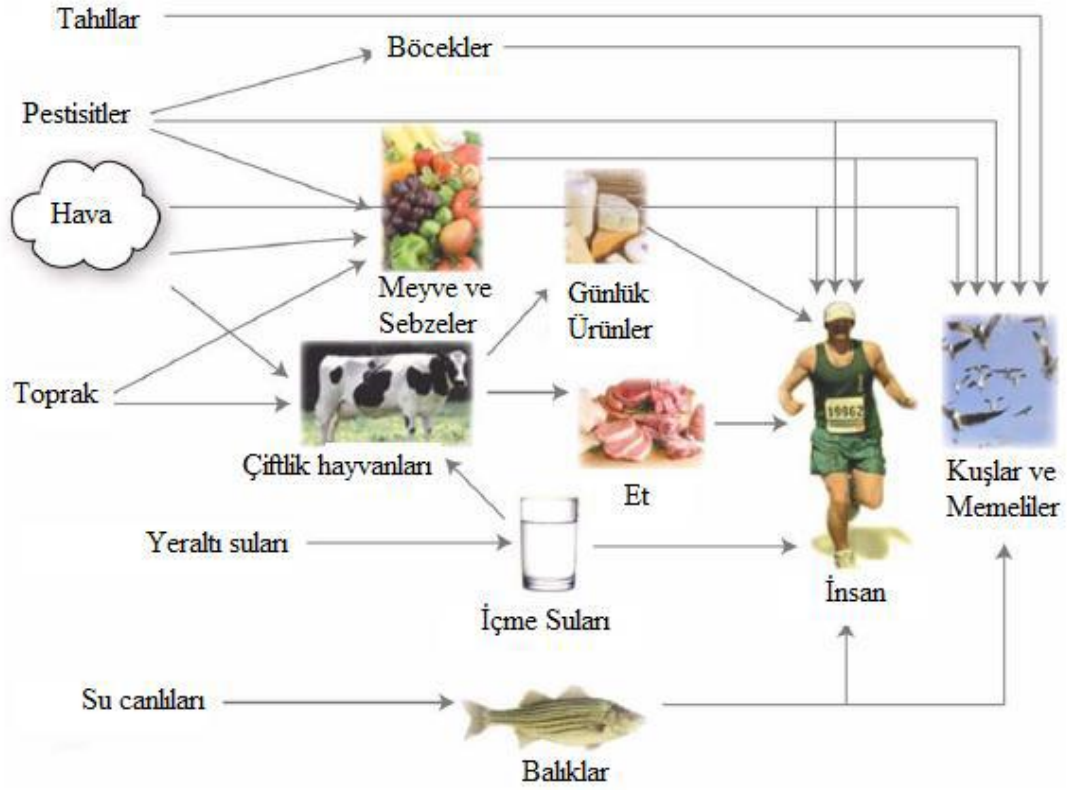 Tahıllar
Böcekler
Pestisitler
Hava
Meyve ve
Sebzeler
Günlük
Ürünler
Toprak
19962
Çiftlik hayvanları
Et
Kuşlar ve
Memeliler
Yeraltı suları
İnsan
İçme Suları
Su canlıları
Balıklar